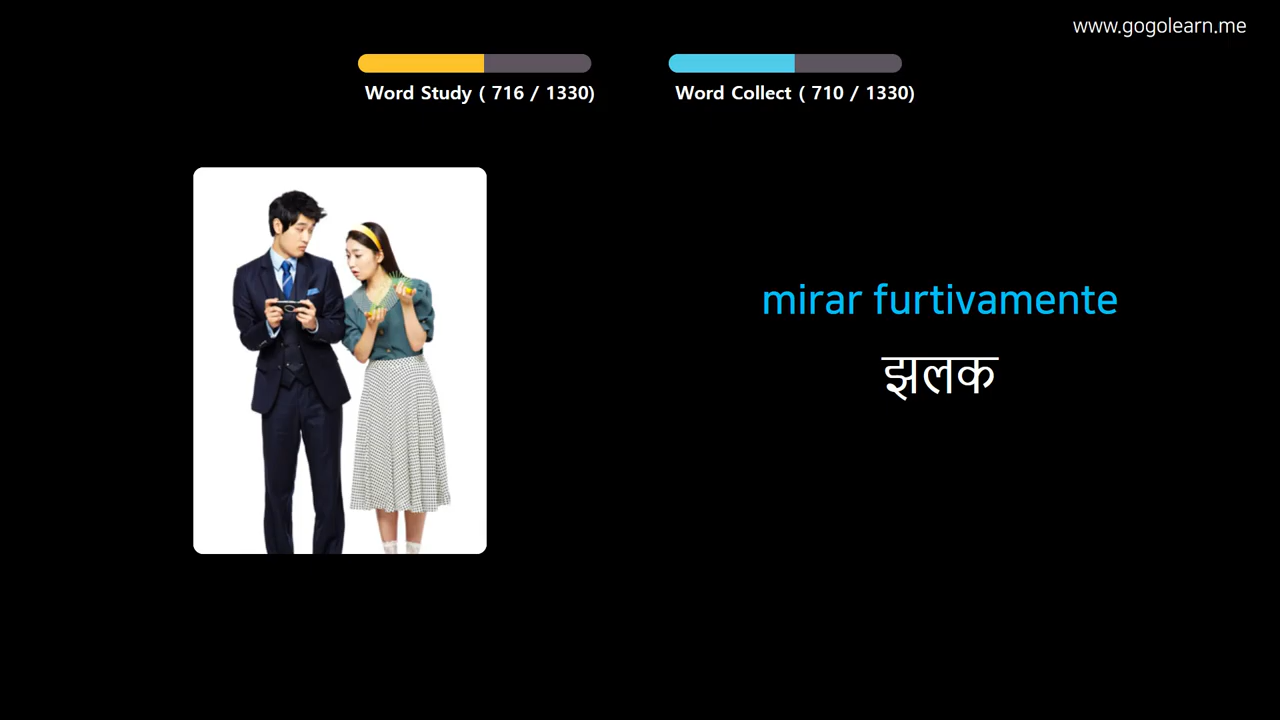 www.gogolearn.me
Word Study ( 716 / 1330)
Word Collect ( 710 / 1330)
mirar furtivamente
झलक